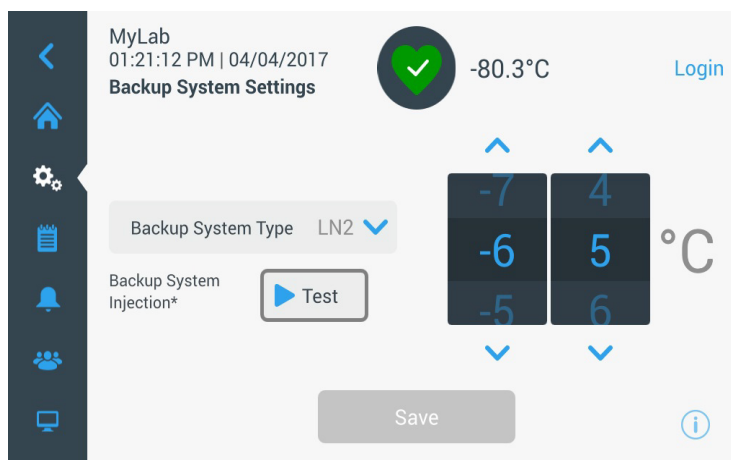 MyLab
01:21:12 PM | 04/04/2017
Backup System Settings
-80.3°C
Login
Backup System Type LN2
Backup System
Injection*
Test
-7 4
-6 5
-5 6
°C
Save
i